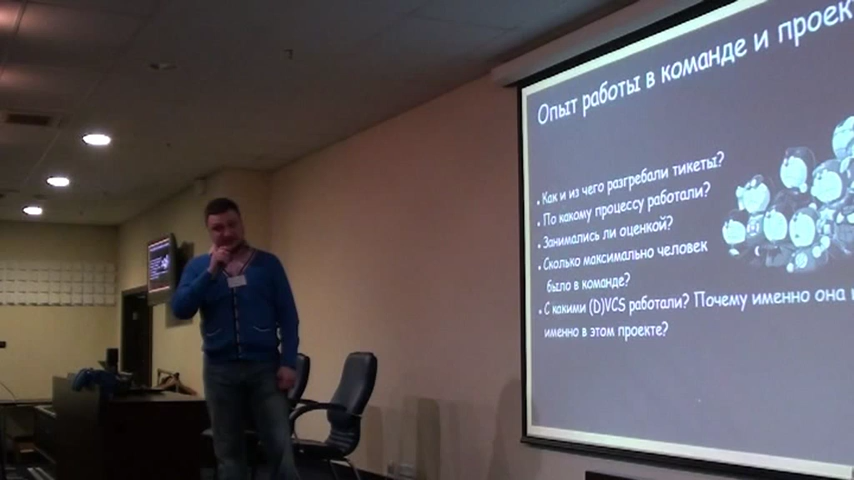 Опыт работы в команде и проект
Как и из чего разгребали тикеты?
По какому процессу работали?
Занимались ли оценкой?
Сколько максимально человек
было в команде?
С какими (D)VCS работали? Почему именно она
именно в этом проекте?